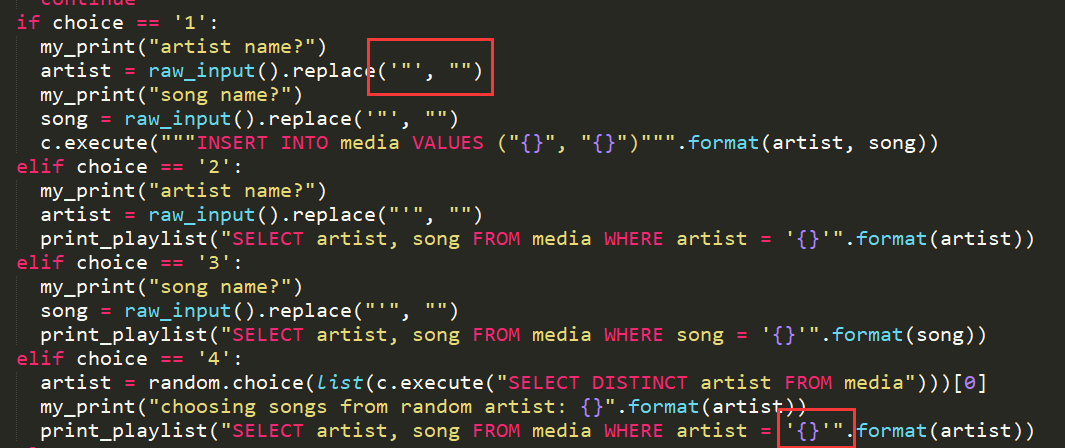 continue
if choice == '1':
  my_print("artist name?")
  artist = raw_input().replace('"', "")
  my_print("song name?")
  song = raw_input().replace('"', "")
  c.execute("""INSERT INTO media VALUES ("{}", "{}")""".format(artist, song))
elif choice == '2':
  my_print("artist name?")
  artist = raw_input().replace("'", "")
  print_playlist("SELECT artist, song FROM media WHERE artist = '{}'".format(artist))
elif choice == '3':
  my_print("song name?")
  song = raw_input().replace("'", "")
  print_playlist("SELECT artist, song FROM media WHERE song = '{}'".format(song))
elif choice == '4':
  artist = random.choice(list(c.execute("SELECT DISTINCT artist FROM media")))[0]
  my_print("choosing songs from random artist: {}".format(artist))
  print_playlist("SELECT artist, song FROM media WHERE artist = '{}'".format(artist))